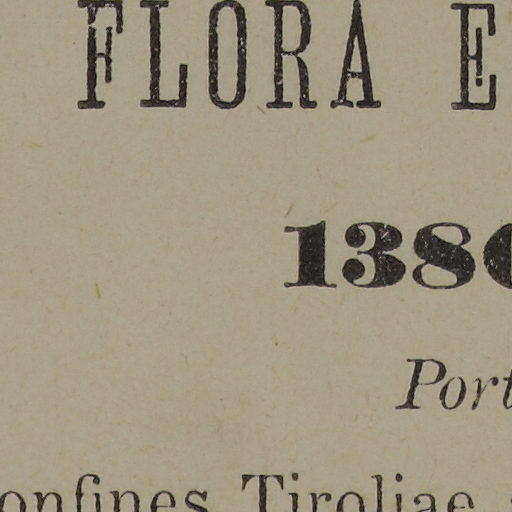 FLORA E
138
Port
onfines Tiroliae